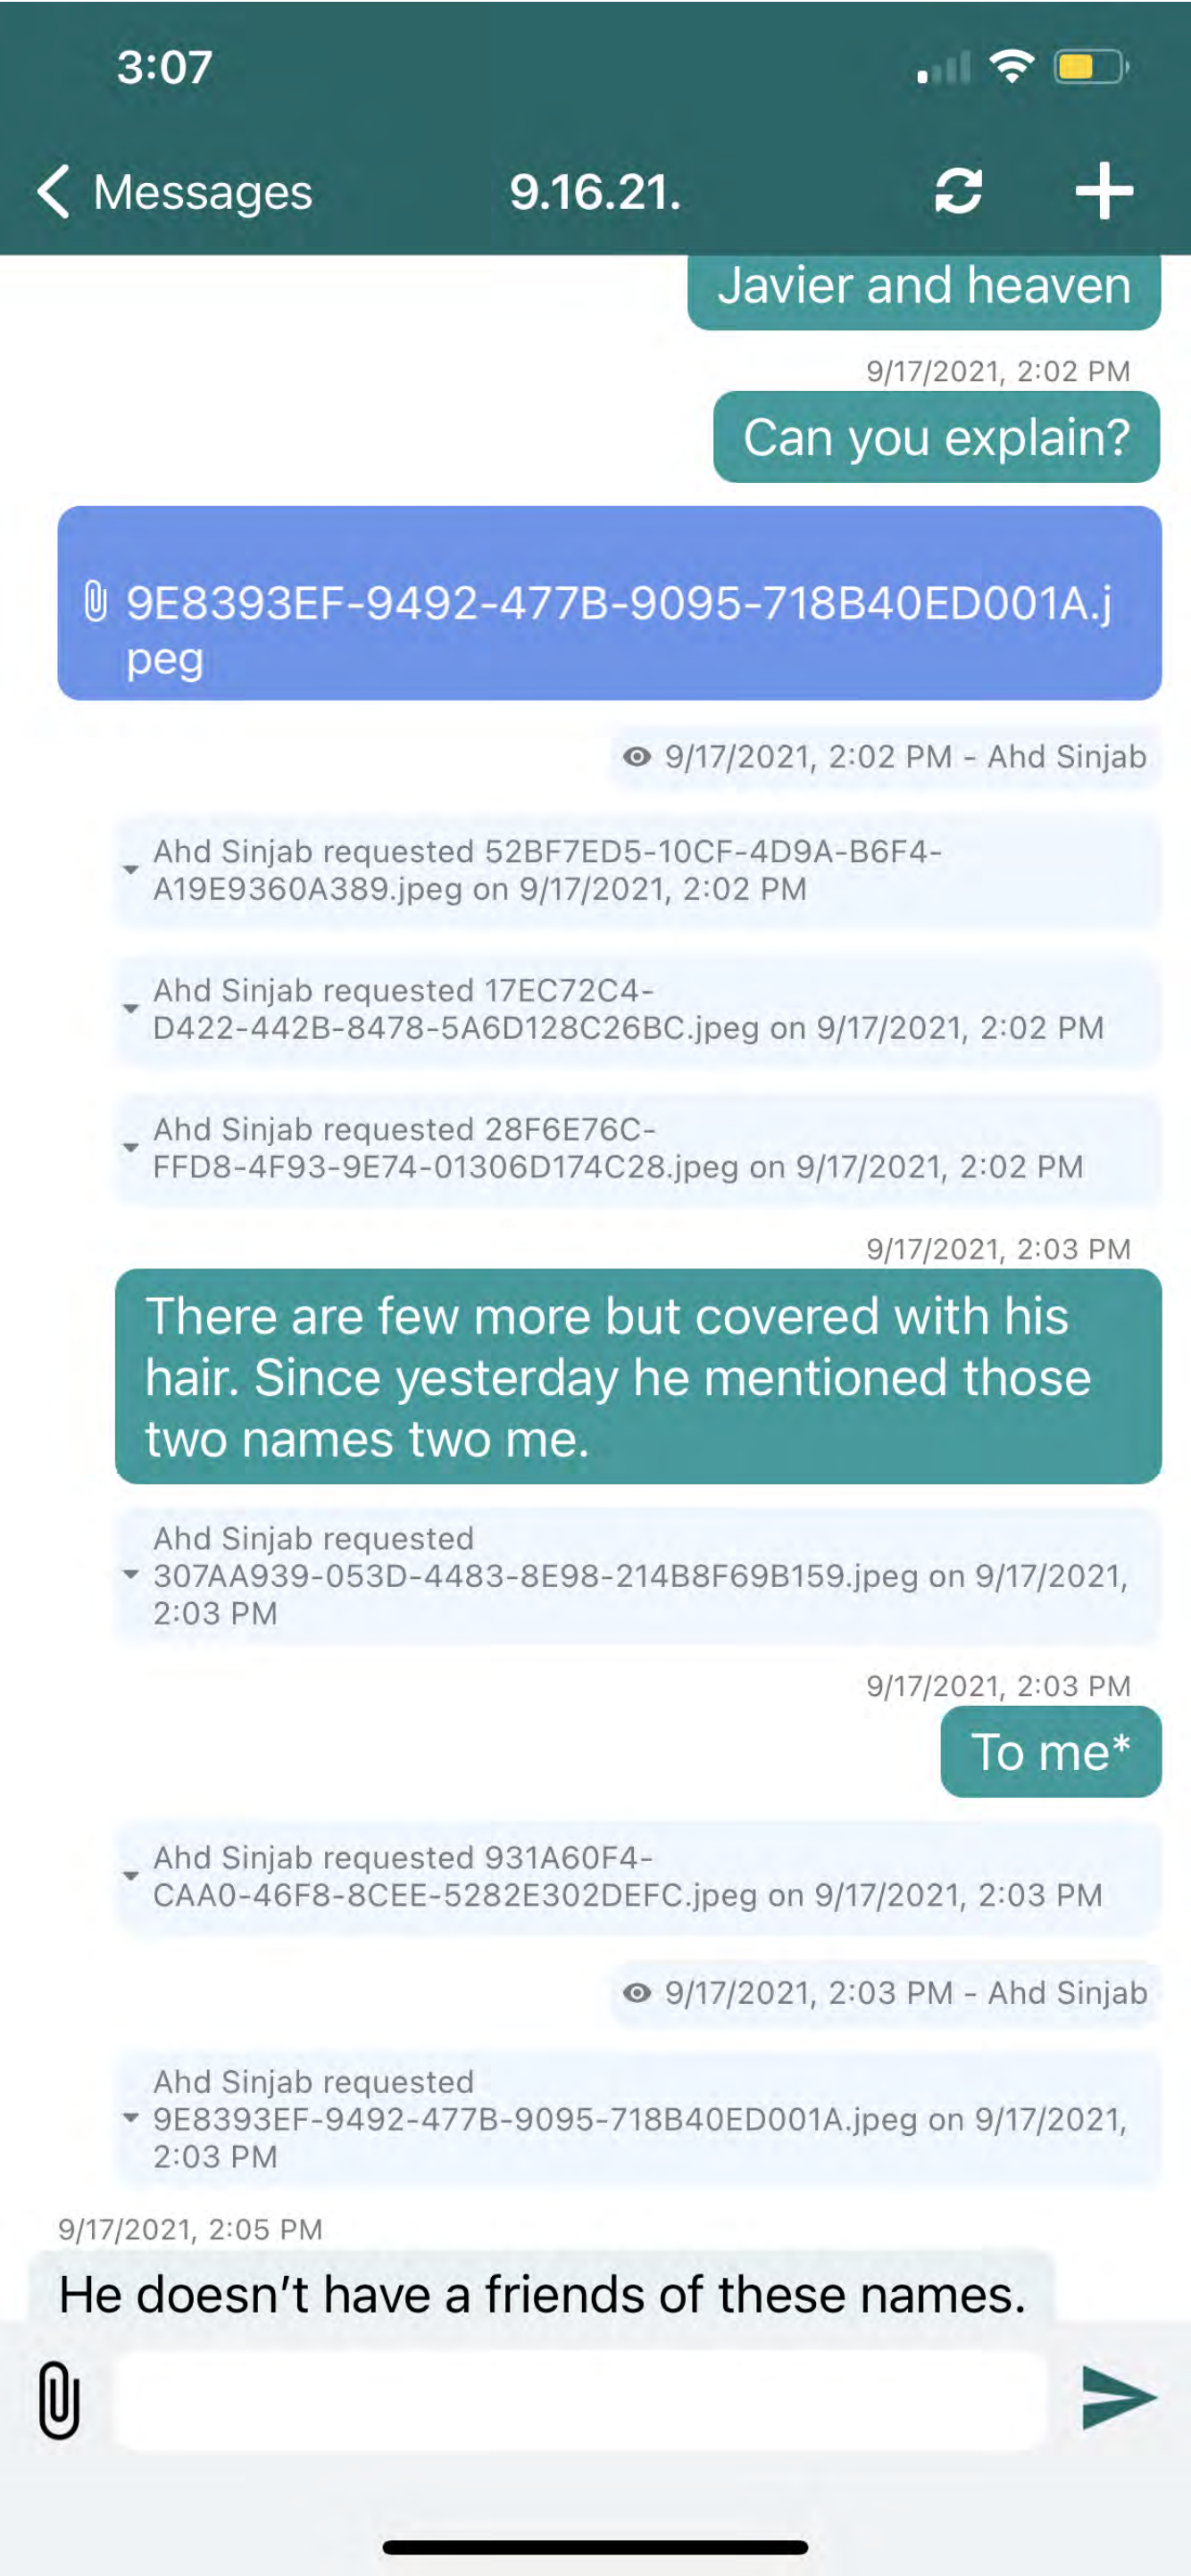 3:07
Messages
9.16.21.
Javier and heaven
9/17/2021, 2:02 PM
Can you explain?
9E8393EF-9492-477B-9095-718B40ED001A.j
peg
9/17/2021, 2:02 PM - Ahd Sinjab
Ahd Sinjab requested 52BF7ED5-10CF-4D9A-B6F4-
A19E9360A389.jpeg on 9/17/2021, 2:02 PM
Ahd Sinjab requested 17EC72C4-
D422-442B-8478-5A6D128C26BC.jpeg on 9/17/2021, 2:02 PM
Ahd Sinjab requested 28F6E76C-
FFD8-4F93-9E74-01306D174C28.jpeg on 9/17/2021, 2:02 PM
9/17/2021, 2:03 PM
There are few more but covered with his
hair. Since yesterday he mentioned those
two names two me.
Ahd Sinjab requested
307AA939-053D-4483-8E98-214B8F69B159.jpeg on 9/17/2021,
2:03 PM
9/17/2021, 2:03 PM
To me*
Ahd Sinjab requested 931A60F4-
CAA0-46F8-8CEE-5282E302DEFC.jpeg on 9/17/2021, 2:03 PM
9/17/2021, 2:03 PM - Ahd Sinjab
Ahd Sinjab requested
9E8393EF-9492-477B-9095-718B40ED001A.jpeg on 9/17/2021,
2:03 PM
9/17/2021, 2:05 PM
He doesn't have a friends of these names.